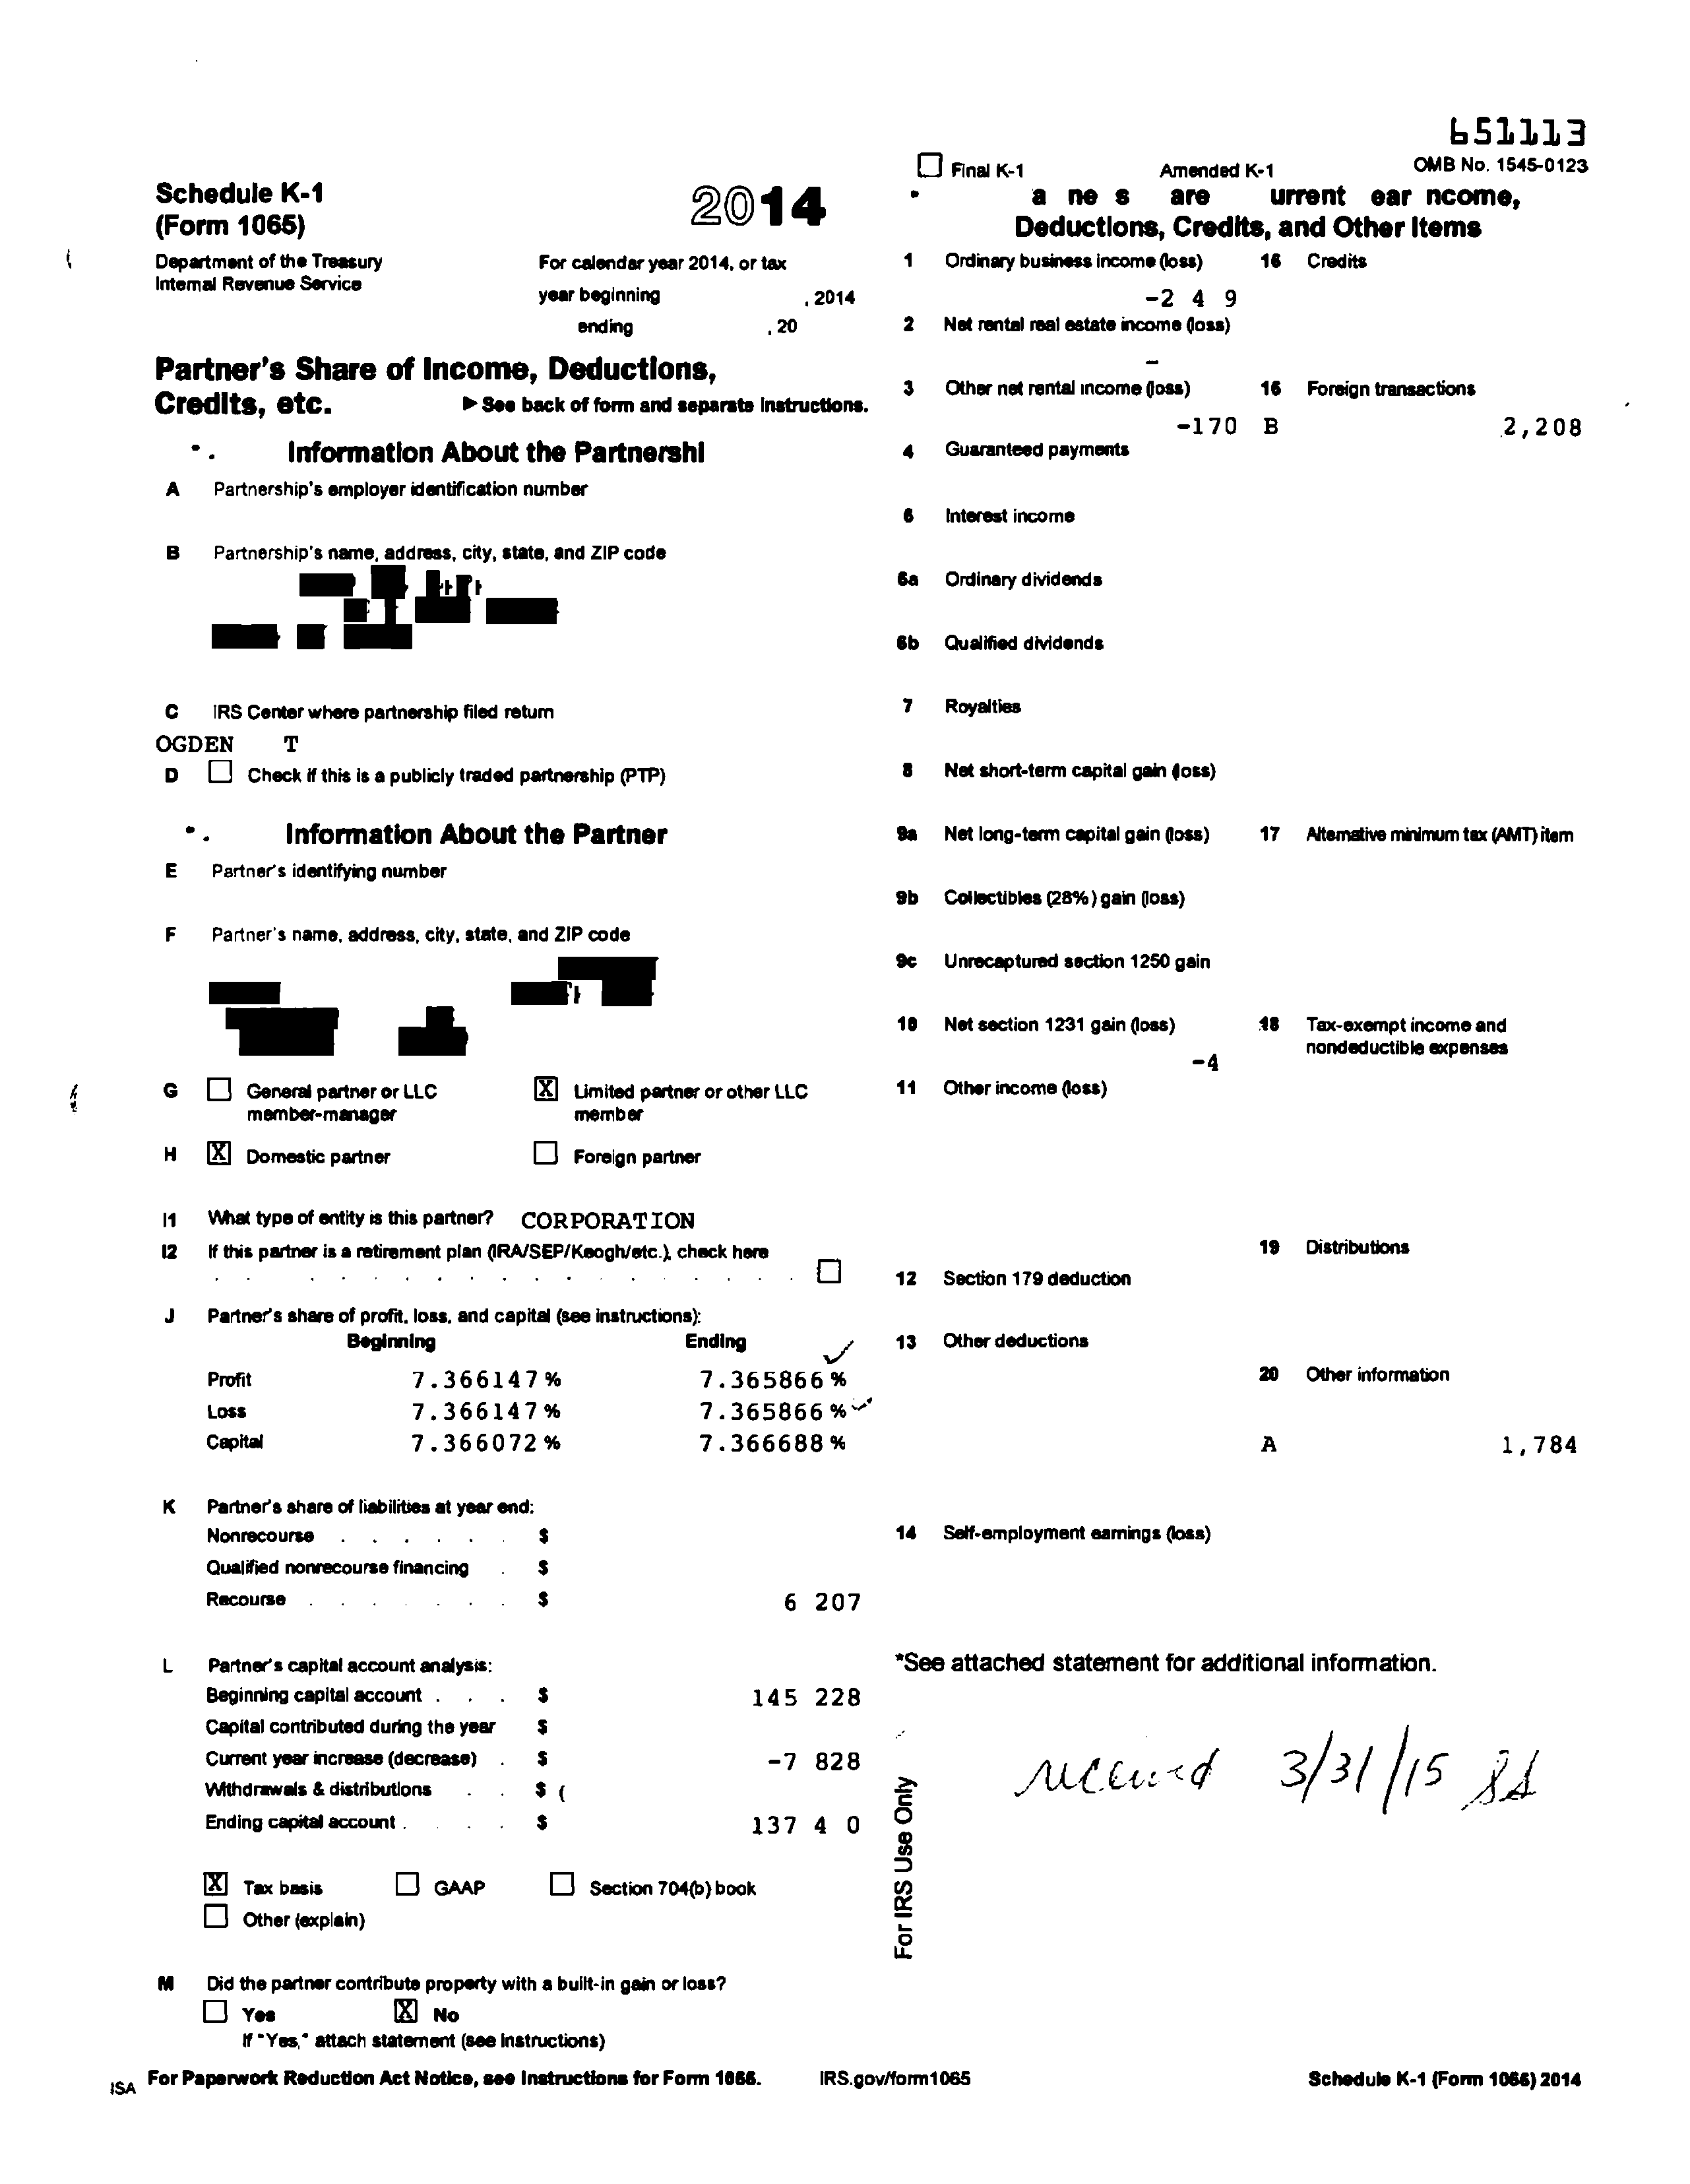 651113
Final K-1 Amended K-1 OMB No. 1545-0123
Schedule K-1
(Form 1065)
2014
Department of the Treasury
Internal Revenue Service
For calendar year 2014, or tax
year beginning , 2014
ending , 20
Partner's Share of Income, Deductions,
Credits, etc. ▶ See back of form and separate instructions.
Information About the Partnershi
A Partnership's employer identification number
B Partnership's name, address, city, state, and ZIP code
C IRS Center where partnership filed return
OGDEN T
D Check if this is a publicly traded partnership (PTP)
Information About the Partner
E Partner's identifying number
F Partner's name, address, city, state, and ZIP code
G General partner or LLC member-manager X Limited partner or other LLC member
H X Domestic partner Foreign partner
I1 What type of entity is this partner? CORPORATION
I2 If this partner is a retirement plan (IRA/SEP/Keogh/etc.), check here
J Partner's share of profit, loss, and capital (see instructions):
Beginning Ending
Profit 7.366147 % 7.365866 %
Loss 7.366147 % 7.365866 %
Capital 7.366072 % 7.366688 %
K Partner's share of liabilities at year end:
Nonrecourse $
Qualified nonrecourse financing $
Recourse $ 6 207
L Partner's capital account analysis:
Beginning capital account $ 145 228
Capital contributed during the year $
Current year increase (decrease) $ -7 828
Withdrawals & distributions $ (
Ending capital account $ 137 4 0
X Tax basis GAAP Section 704(b) book
Other (explain)
M Did the partner contribute property with a built-in gain or loss?
Yes X No
If "Yes," attach statement (see instructions)
a ne s are urrent ear ncome,
Deductions, Credits, and Other Items
1 Ordinary business income (loss) 15 Credits
-2 4 9
2 Net rental real estate income (loss)
-
3 Other net rental income (loss) 16 Foreign transactions
-170 B 2,208
4 Guaranteed payments
5 Interest income
6a Ordinary dividends
6b Qualified dividends
7 Royalties
8 Net short-term capital gain (loss)
9a Net long-term capital gain (loss) 17 Alternative minimum tax (AMT) item
9b Collectibles (28%) gain (loss)
9c Unrecaptured section 1250 gain
10 Net section 1231 gain (loss) 18 Tax-exempt income and
nondeductible expenses
-4
11 Other income (loss)
19 Distributions
12 Section 179 deduction
13 Other deductions
20 Other information
A 1,784
14 Self-employment earnings (loss)
*See attached statement for additional information.
For IRS Use Only
received 3/31/15
ISA For Paperwork Reduction Act Notice, see Instructions for Form 1065. IRS.gov/form1065 Schedule K-1 (Form 1065) 2014